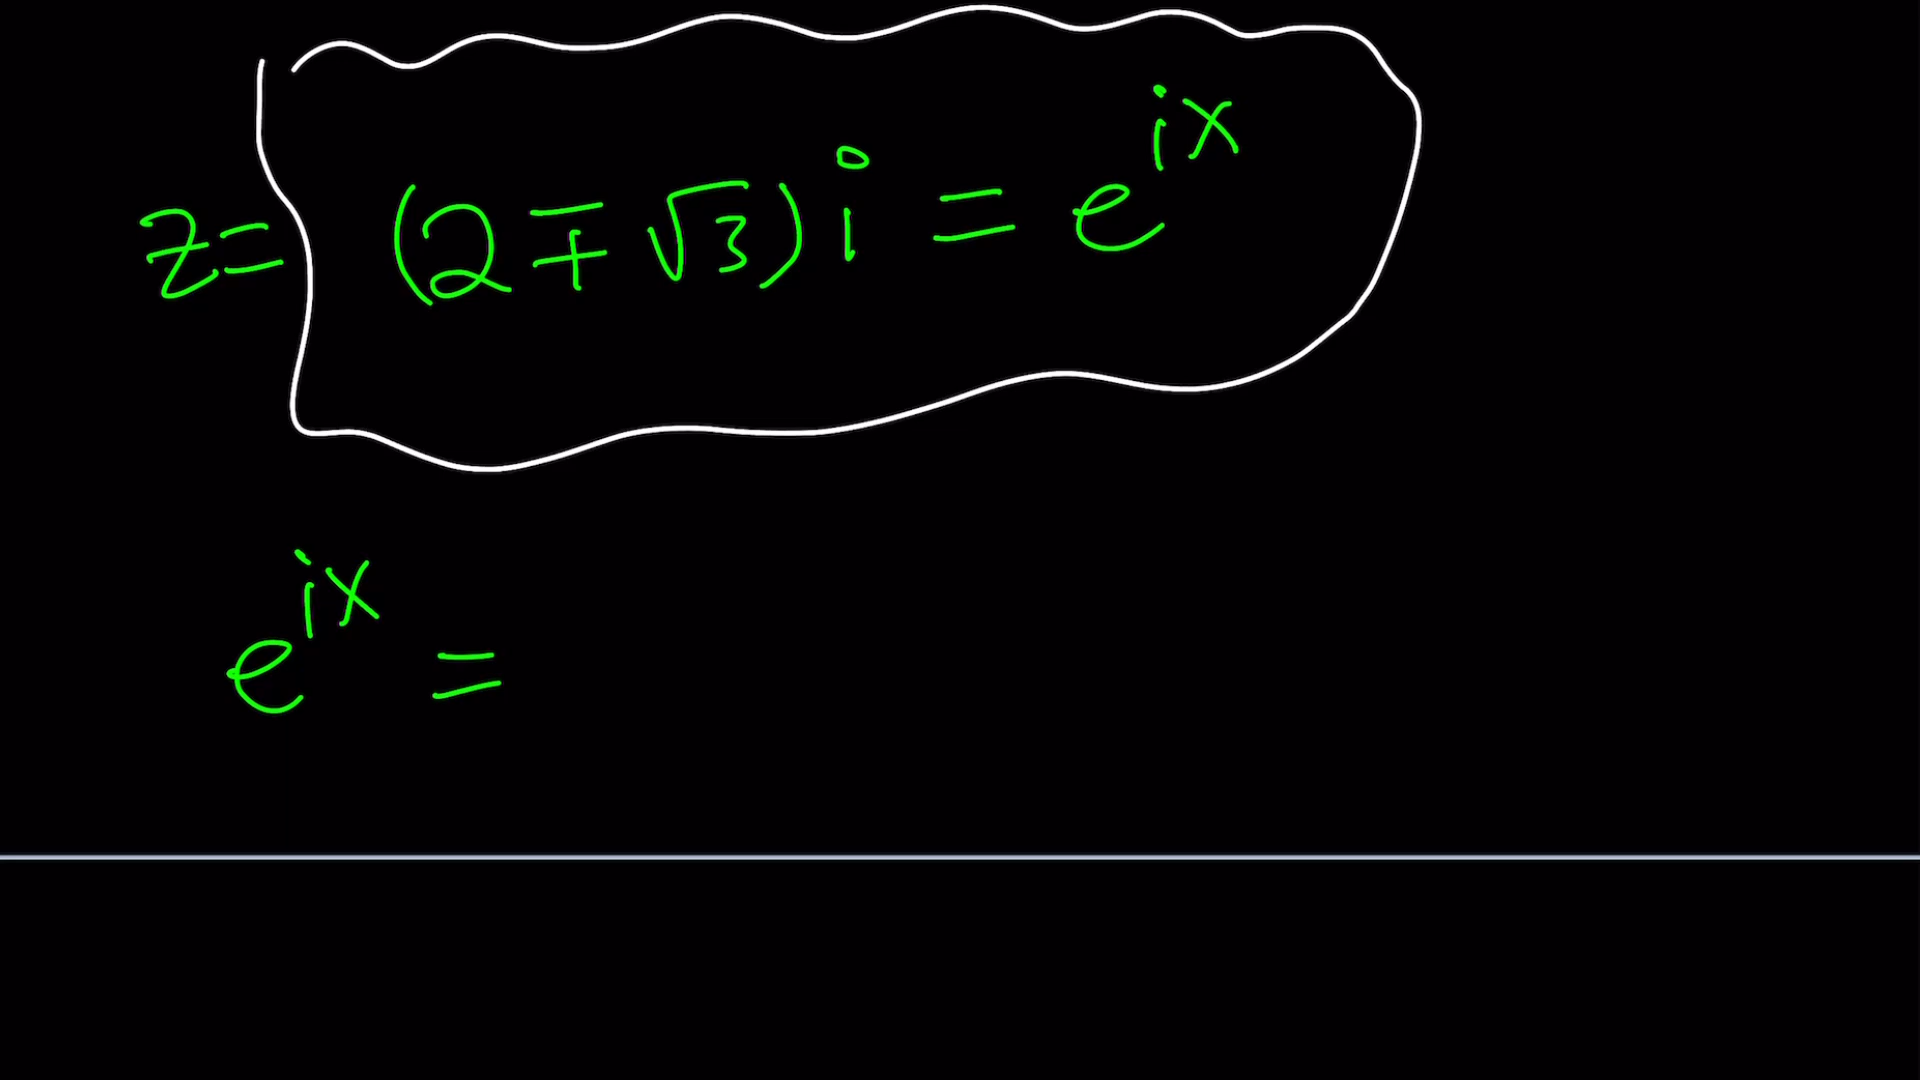 z= (2∓√3)i = e^{ix}
e^{ix} =